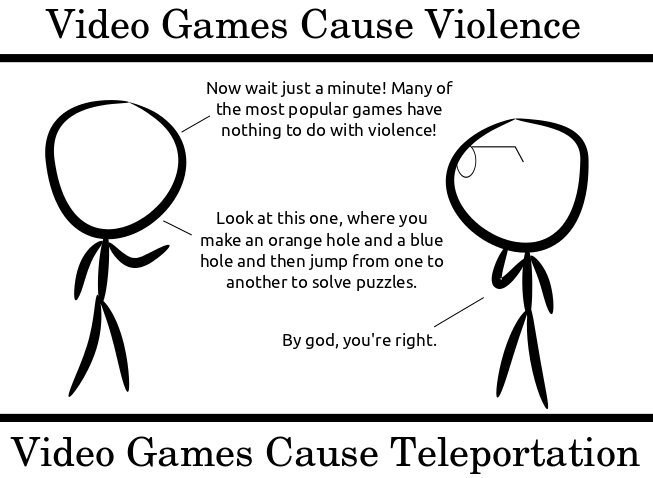 Video Games Cause Violence
Now wait just a minute! Many of
the most popular games have
nothing to do with violence!
Look at this one, where you
make an orange hole and a blue
hole and then jump from one to
another to solve puzzles.
By god, you're right.
Video Games Cause Teleportation